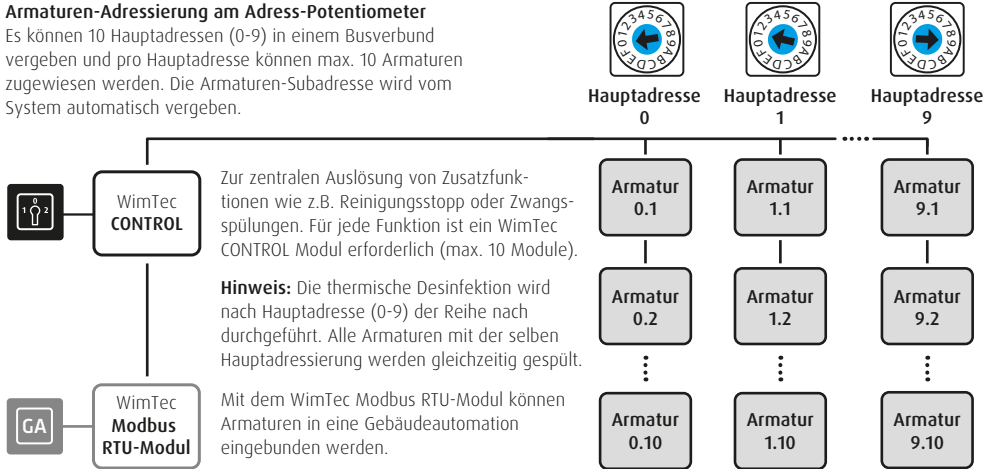 Armaturen-Adressierung am Adress-Potentiometer
Es können 10 Hauptadressen (0-9) in einem Busverbund
vergeben und pro Hauptadresse können max. 10 Armaturen
zugewiesen werden. Die Armaturen-Subadresse wird vom
System automatisch vergeben.
0123456789ABCDEF
0123456789ABCDEF
0123456789ABCDEF
Hauptadresse
0
Hauptadresse
1
Hauptadresse
9
1 0 2
WimTec
CONTROL
Zur zentralen Auslösung von Zusatzfunk-
tionen wie z.B. Reinigungsstopp oder Zwangs-
spülungen. Für jede Funktion ist ein WimTec
CONTROL Modul erforderlich (max. 10 Module).
Hinweis: Die thermische Desinfektion wird
nach Hauptadresse (0-9) der Reihe nach
durchgeführt. Alle Armaturen mit der selben
Hauptadressierung werden gleichzeitig gespült.
GA
WimTec
Modbus
RTU-Modul
Mit dem WimTec Modbus RTU-Modul können
Armaturen in eine Gebäudeautomation
eingebunden werden.
Armatur
0.1
Armatur
1.1
Armatur
9.1
Armatur
0.2
Armatur
1.2
Armatur
9.2
Armatur
0.10
Armatur
1.10
Armatur
9.10